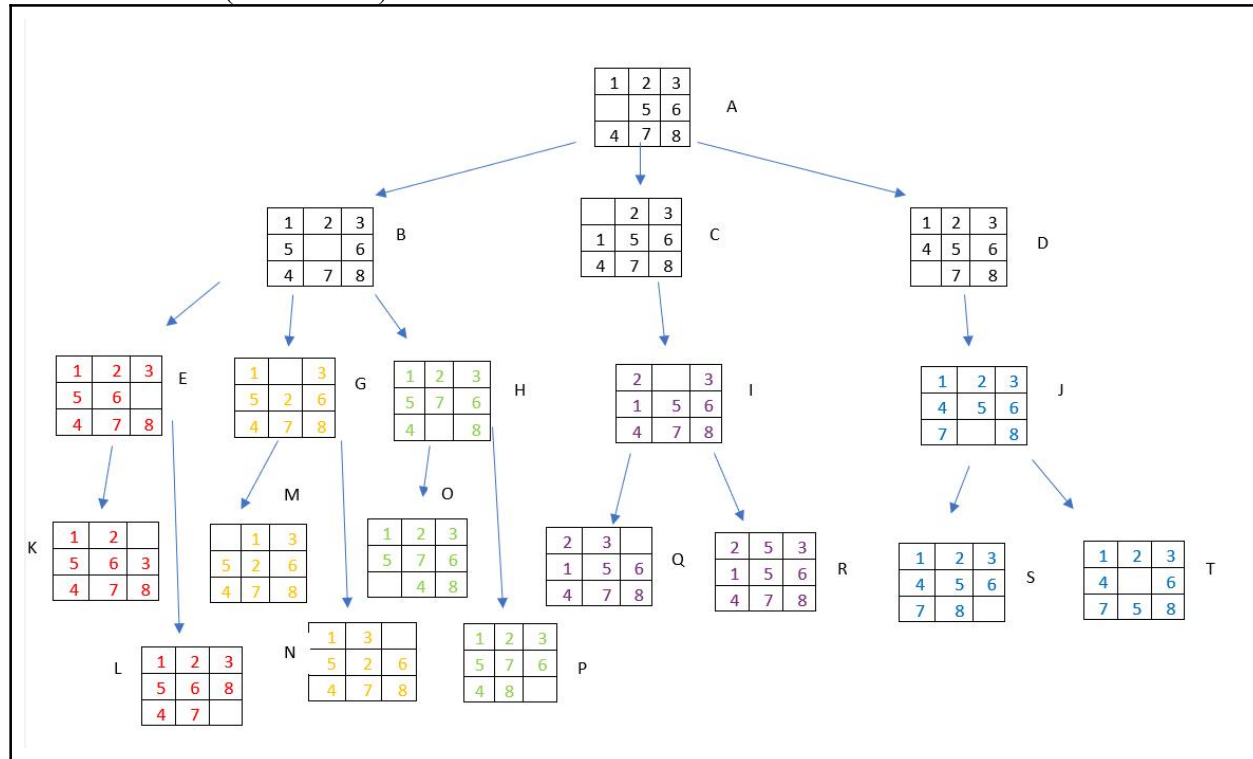 1 2 3
5 6 A
4 7 8
1 2 3
5 6 B
4 7 8
2 3
1 5 6 C
4 7 8
1 2 3
4 5 6 D
7 8
1 2 3 E
5 6
4 7 8
1 3 G
5 2 6
4 7 8
1 2 3
5 7 6 H
4 8
2 3 I
1 5 6
4 7 8
1 2 3 J
4 5 6
7 8
1 2
K 5 6 3
4 7 8
M
1 3
5 2 6
4 7 8
O
1 2 3
5 7 6
4 8
2 3
1 5 6 Q
4 7 8
2 5 3
1 5 6 R
4 7 8
1 2 3
4 5 6 S
7 8
1 2 3
4 6 T
7 5 8
L 1 2 3
5 6 8
4 7
N 1 3
5 2 6
4 7 8
1 2 3
5 7 6 P
4 8